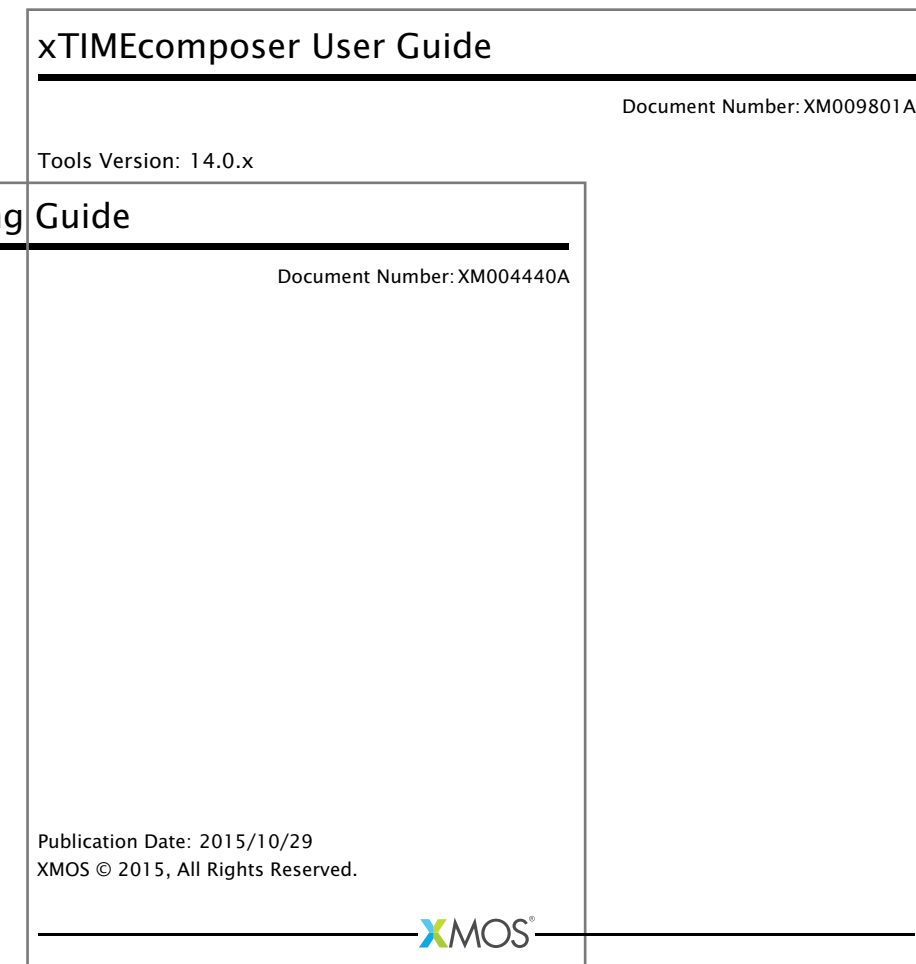 xTIMEcomposer User Guide
Document Number: XM009801A
Tools Version: 14.0.x
g Guide
Document Number: XM004440A
Publication Date: 2015/10/29
XMOS © 2015, All Rights Reserved.
XMOS®